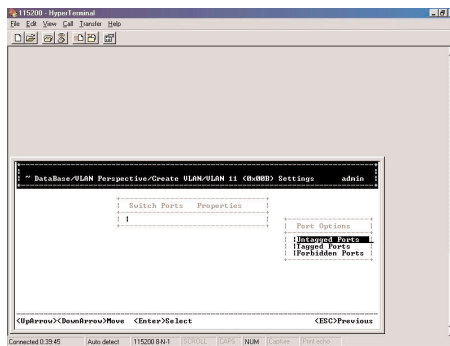 115200 - HyperTerminal
File Edit View Call Transfer Help
~ DataBase/VLAN Perspective/Create VLAN/VLAN 11 (0x00B) Settings admin
Switch Ports Properties
Port Options
Untagged Ports
Tagged Ports
Forbidden Ports
<UpArrow><DownArrow>Move <Enter>Select <ESC>Previous
Connected 0:39:45 Auto detect 115200 8-N-1 SCROLL CAPS NUM Capture Print echo